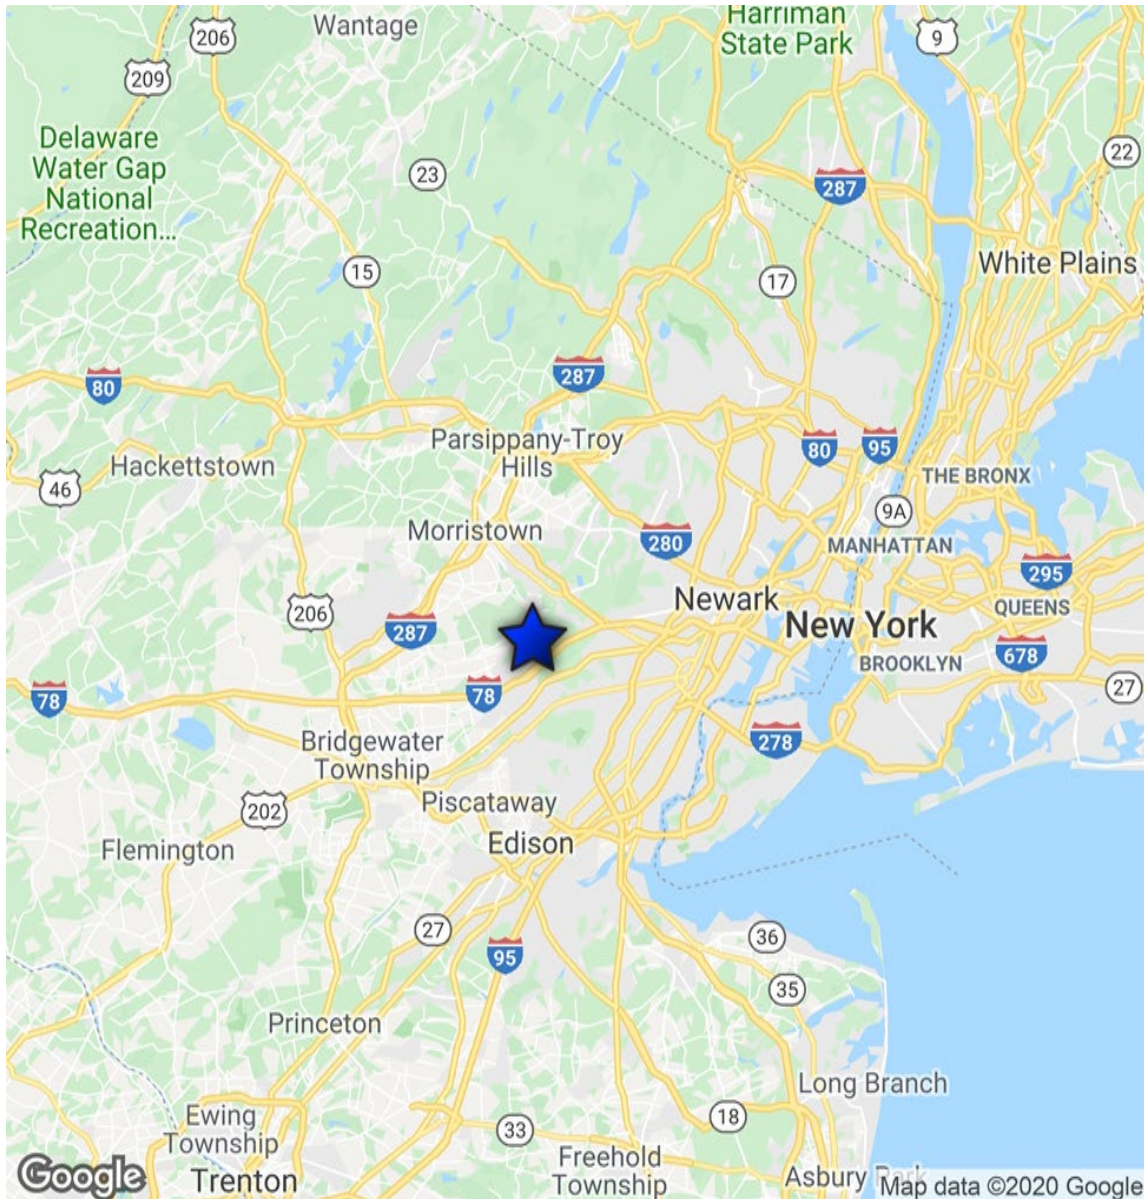 Harriman
State Park
206
Wantage
9
209
Delaware
Water Gap
National
Recreation...
23
22
287
15
17
White Plains
80
287
Parsippany-Troy
Hills
80
95
Hackettstown
46
THE BRONX
9A
Morristown
280
MANHATTAN
295
206
287
Newark
New York
QUEENS
BROOKLYN
678
78
78
27
278
Bridgewater
Township
202
Piscataway
Flemington
Edison
27
36
95
35
Princeton
Long Branch
Ewing
Township
33
18
Trenton
Freehold
Township
Asbury Park
Google
Map data ©2020 Google